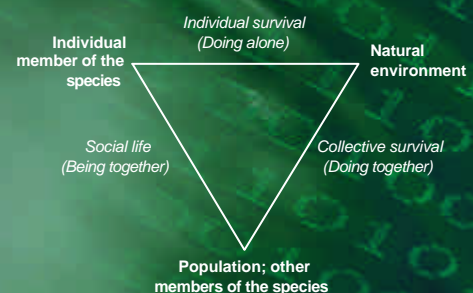 Individual survival
(Doing alone)
Individual
member of the
species
Natural
environment
Social life
(Being together)
Collective survival
(Doing together)
Population; other
members of the species